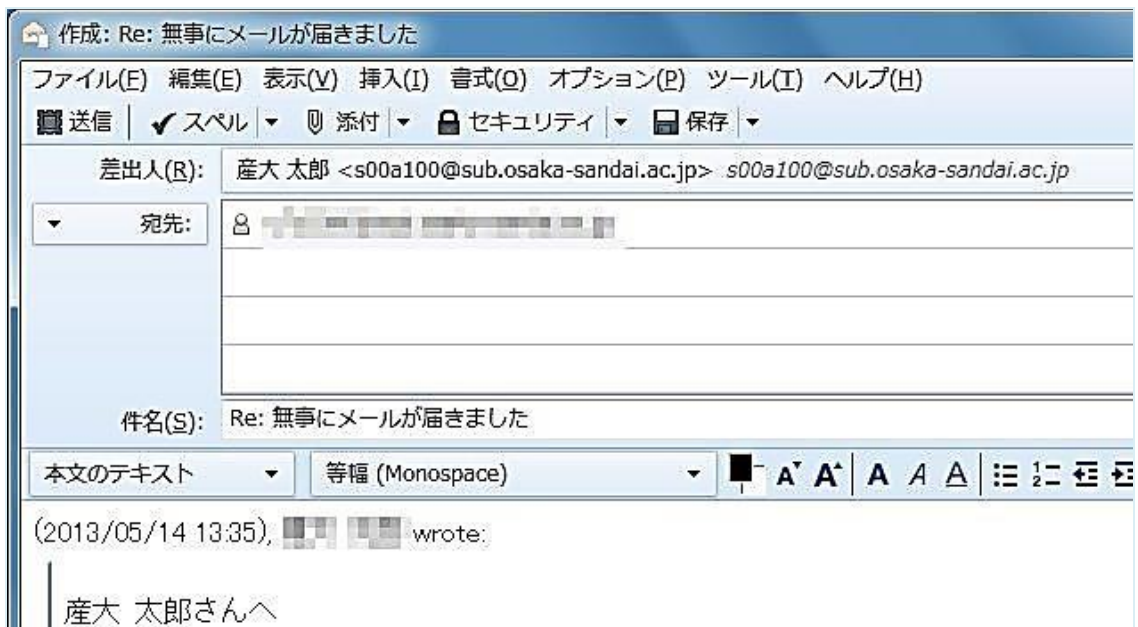 作成: Re: 無事にメールが届きました
ファイル(F) 編集(E) 表示(V) 挿入(I) 書式(O) オプション(P) ツール(T) ヘルプ(H)
送信 スペル 添付 セキュリティ 保存
差出人(R): 産大 太郎 <s00a100@sub.osaka-sandai.ac.jp> s00a100@sub.osaka-sandai.ac.jp
宛先:
件名(S): Re: 無事にメールが届きました
本文のテキスト 等幅 (Monospace) A A A A A
(2013/05/14 13:35), wrote:
産大 太郎さんへ